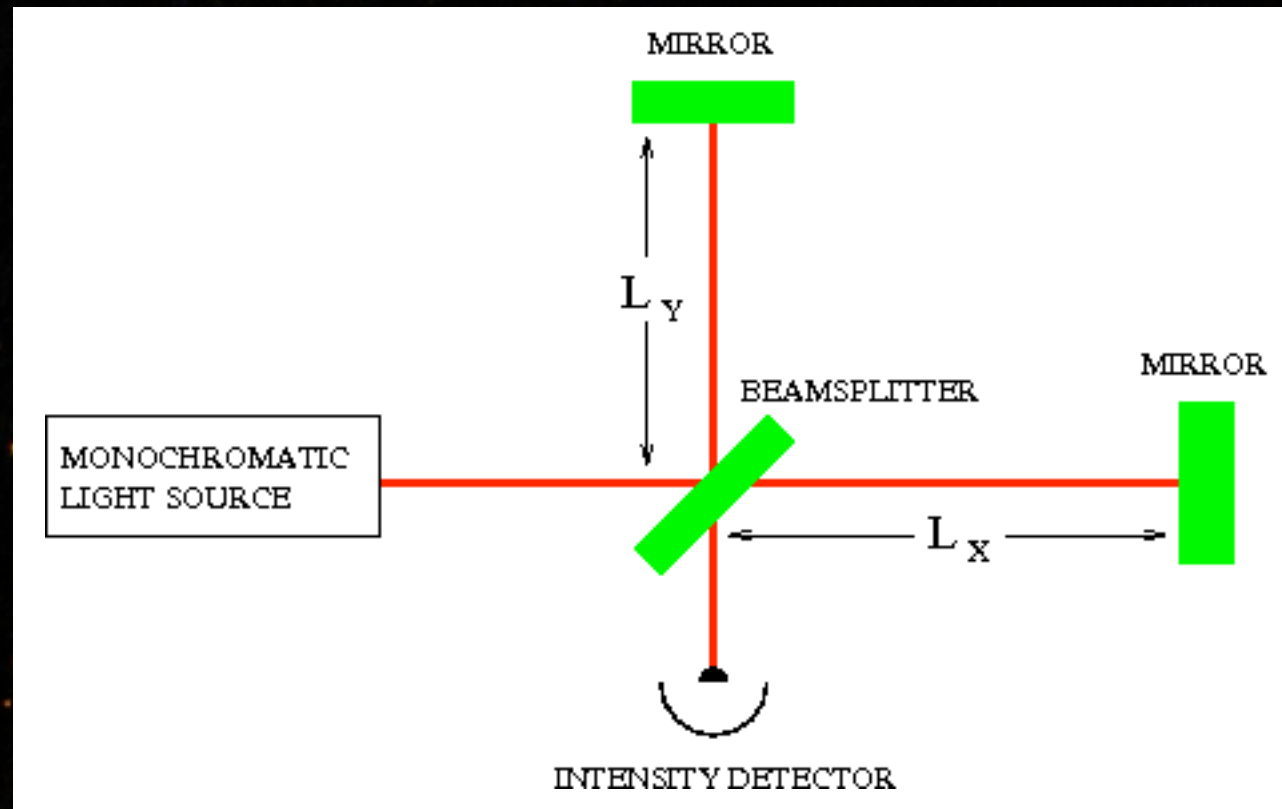 MIRROR
L Y
MIRROR
BEAMSPLITTER
MONOCHROMATIC
LIGHT SOURCE
L X
INTENSITY DETECTOR